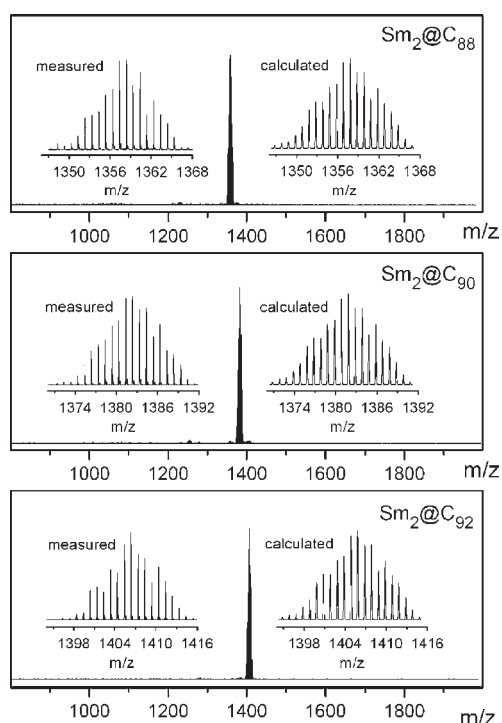 Sm2@C88
measured
calculated
1350 1356 1362 1368
m/z
1350 1356 1362 1368
m/z
1000 1200 1400 1600 1800
m/z
Sm2@C90
measured
calculated
1374 1380 1386 1392
m/z
1374 1380 1386 1392
m/z
1000 1200 1400 1600 1800
m/z
Sm2@C92
measured
calculated
1398 1404 1410 1416
m/z
1398 1404 1410 1416
m/z
1000 1200 1400 1600 1800
m/z